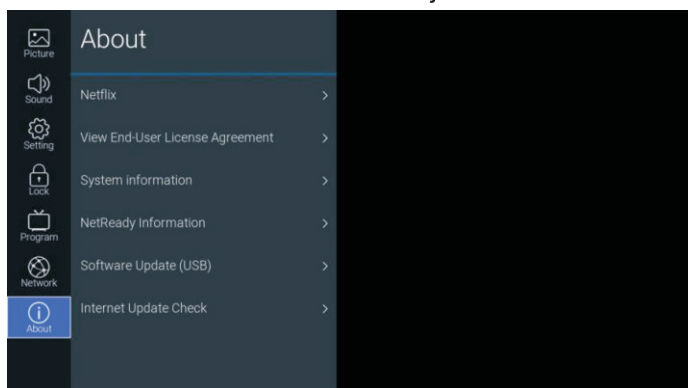 About
Picture
Sound
Setting
Lock
Program
Network
About
Netflix
View End-User License Agreement
System information
NetReady Information
Software Update (USB)
Internet Update Check